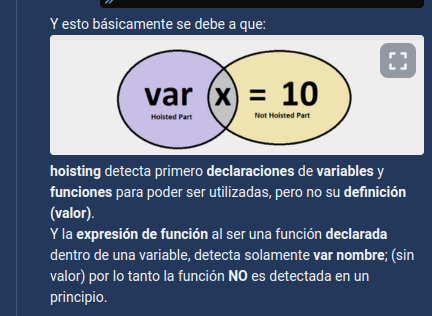 Y esto básicamente se debe a que:
var x = 10
Hoisted Part Not Hoisted Part
hoisting detecta primero declaraciones de variables y
funciones para poder ser utilizadas, pero no su definición
(valor).
Y la expresión de función al ser una función declarada
dentro de una variable, detecta solamente var nombre; (sin
valor) por lo tanto la función NO es detectada en un
principio.